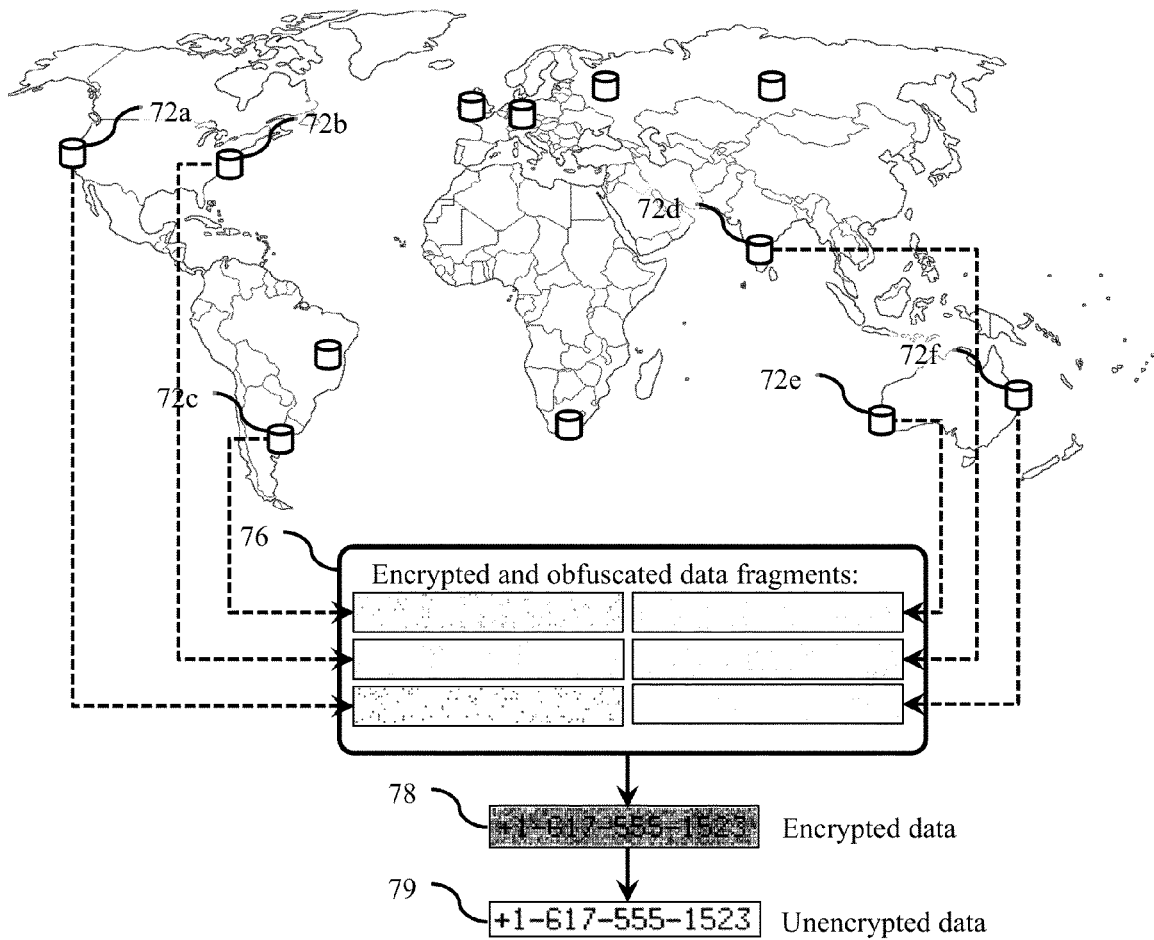 72a
72b
72d
72f
72e
72c
76
Encrypted and obfuscated data fragments:
78
+1-617-555-1523
Encrypted data
79
+1-617-555-1523
Unencrypted data